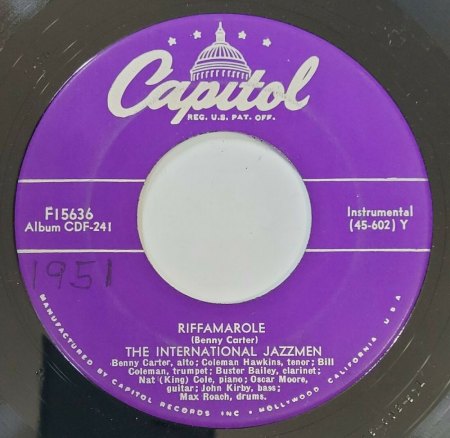 Capitol
REG. U.S. PAT. OFF.
F15636
Album CDF-241
Instrumental
(45-602) Y
1951
RIFFAMAROLE
(Benny Carter)
THE INTERNATIONAL JAZZMEN
Benny Carter, alto; Coleman Hawkins, tenor; Bill
Coleman, trumpet; Buster Bailey, clarinet;
Nat (King) Cole, piano; Oscar Moore,
guitar; John Kirby, bass;
Max Roach, drums.
MANUFACTURED BY CAPITOL RECORDS INC • HOLLYWOOD CALIFORNIA U S A